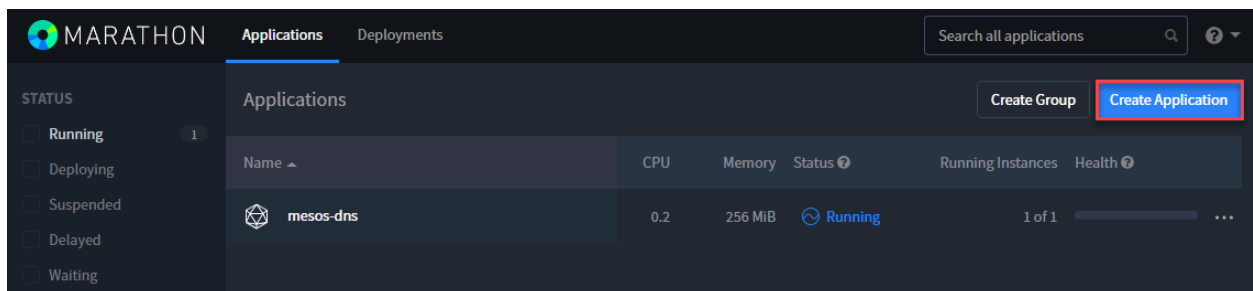 MARATHON Applications Deployments Search all applications
STATUS
Applications Create Group Create Application
Running 1
Deploying
Name CPU Memory Status Running Instances Health
Suspended
mesos-dns 0.2 256 MiB Running 1 of 1 ...
Delayed
Waiting